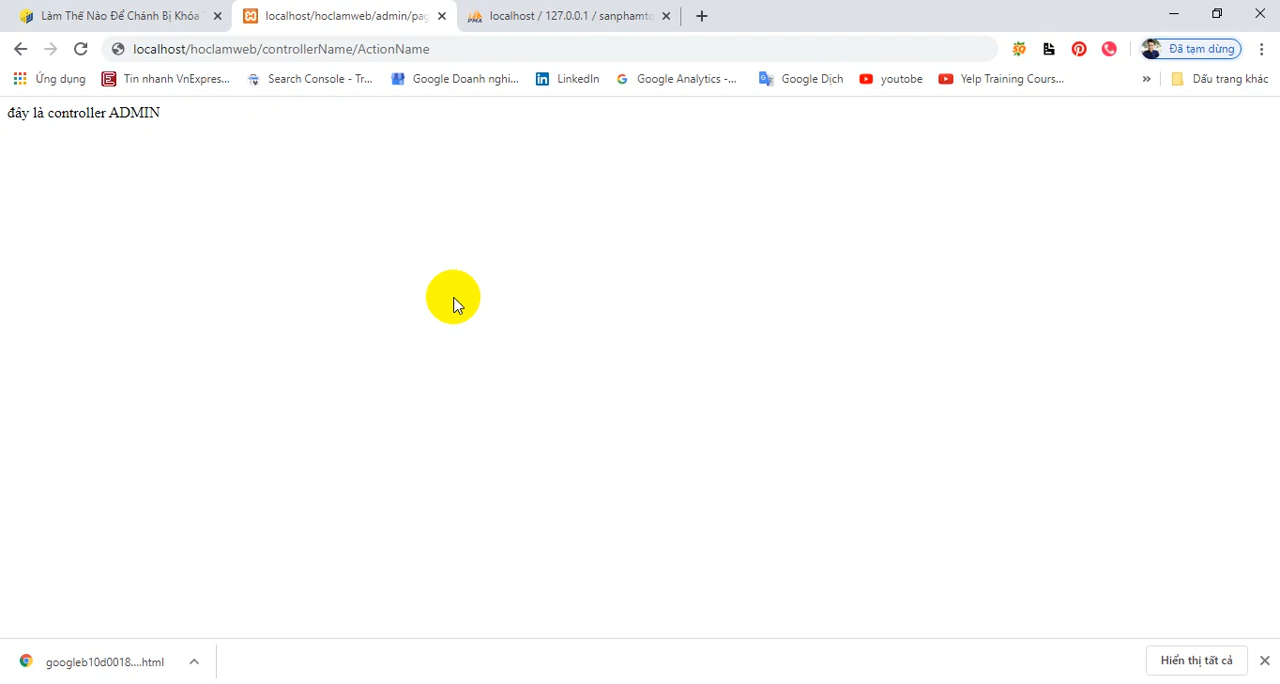 Làm Thế Nào Để Chánh Bị Khóa
localhost/hoclamweb/admin/pag
localhost / 127.0.0.1 / sanphamto
localhost/hoclamweb/controllerName/ActionName
Đã tạm dừng
Ứng dụng
Tin nhanh VnExpres...
Search Console - Tr...
Google Doanh nghi...
LinkedIn
Google Analytics -...
Google Dịch
youtobe
Yelp Training Cours...
»
Dấu trang khác
đây là controller ADMIN
googleb10d0018....html
Hiển thị tất cả